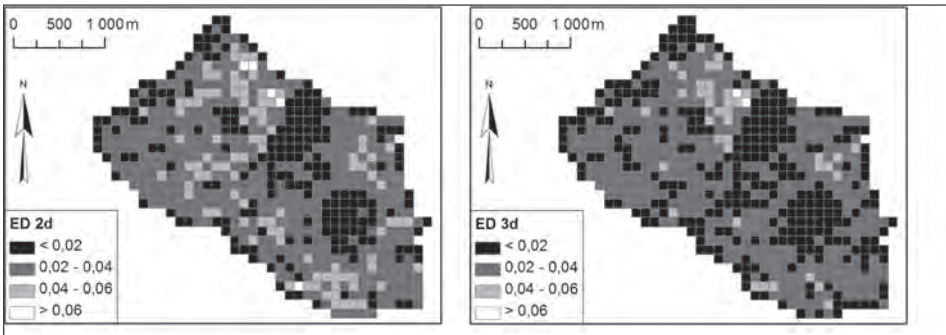 0 500 1 000 m
N
ED 2d
< 0,02
0,02 - 0,04
0,04 - 0,06
> 0,06
0 500 1 000 m
N
ED 3d
< 0,02
0,02 - 0,04
0,04 - 0,06
> 0,06